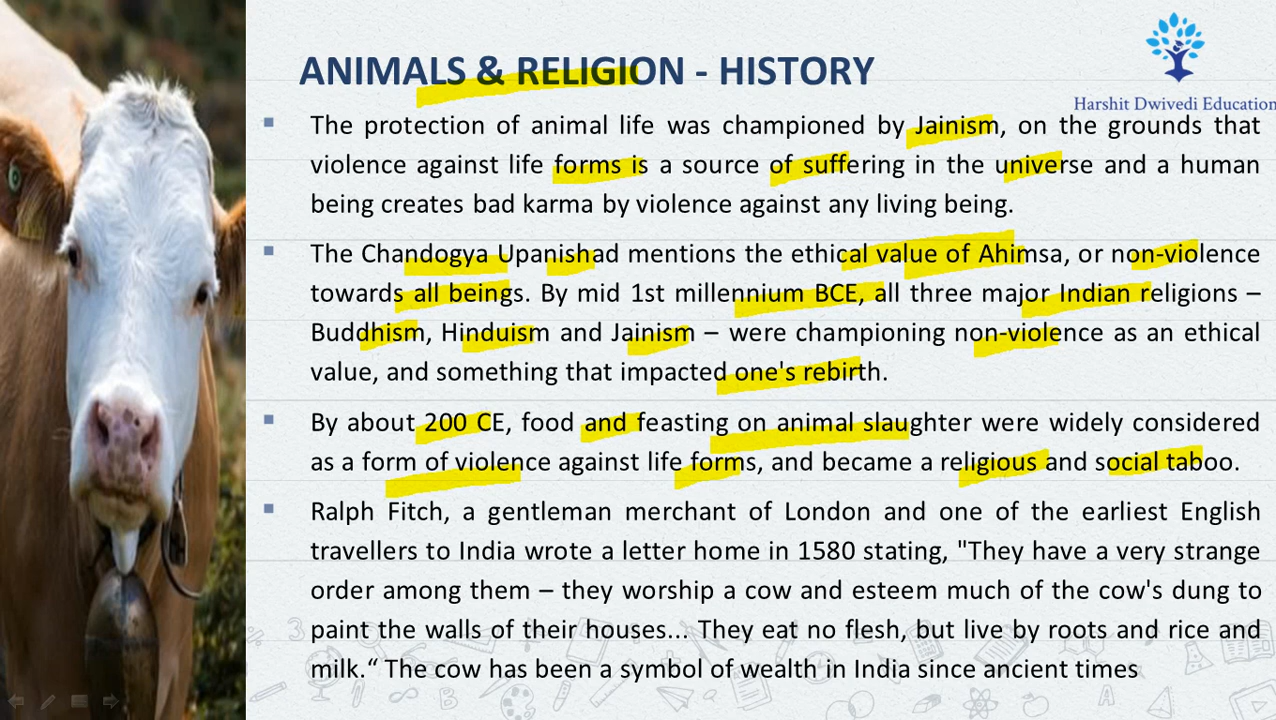 ANIMALS & RELIGION - HISTORY
Harshit Dwivedi Education
▪ The protection of animal life was championed by Jainism, on the grounds that
violence against life forms is a source of suffering in the universe and a human
being creates bad karma by violence against any living being.
▪ The Chandogya Upanishad mentions the ethical value of Ahimsa, or non-violence
towards all beings. By mid 1st millennium BCE, all three major Indian religions –
Buddhism, Hinduism and Jainism – were championing non-violence as an ethical
value, and something that impacted one's rebirth.
▪ By about 200 CE, food and feasting on animal slaughter were widely considered
as a form of violence against life forms, and became a religious and social taboo.
▪ Ralph Fitch, a gentleman merchant of London and one of the earliest English
travellers to India wrote a letter home in 1580 stating, "They have a very strange
order among them – they worship a cow and esteem much of the cow's dung to
paint the walls of their houses... They eat no flesh, but live by roots and rice and
milk.“ The cow has been a symbol of wealth in India since ancient times